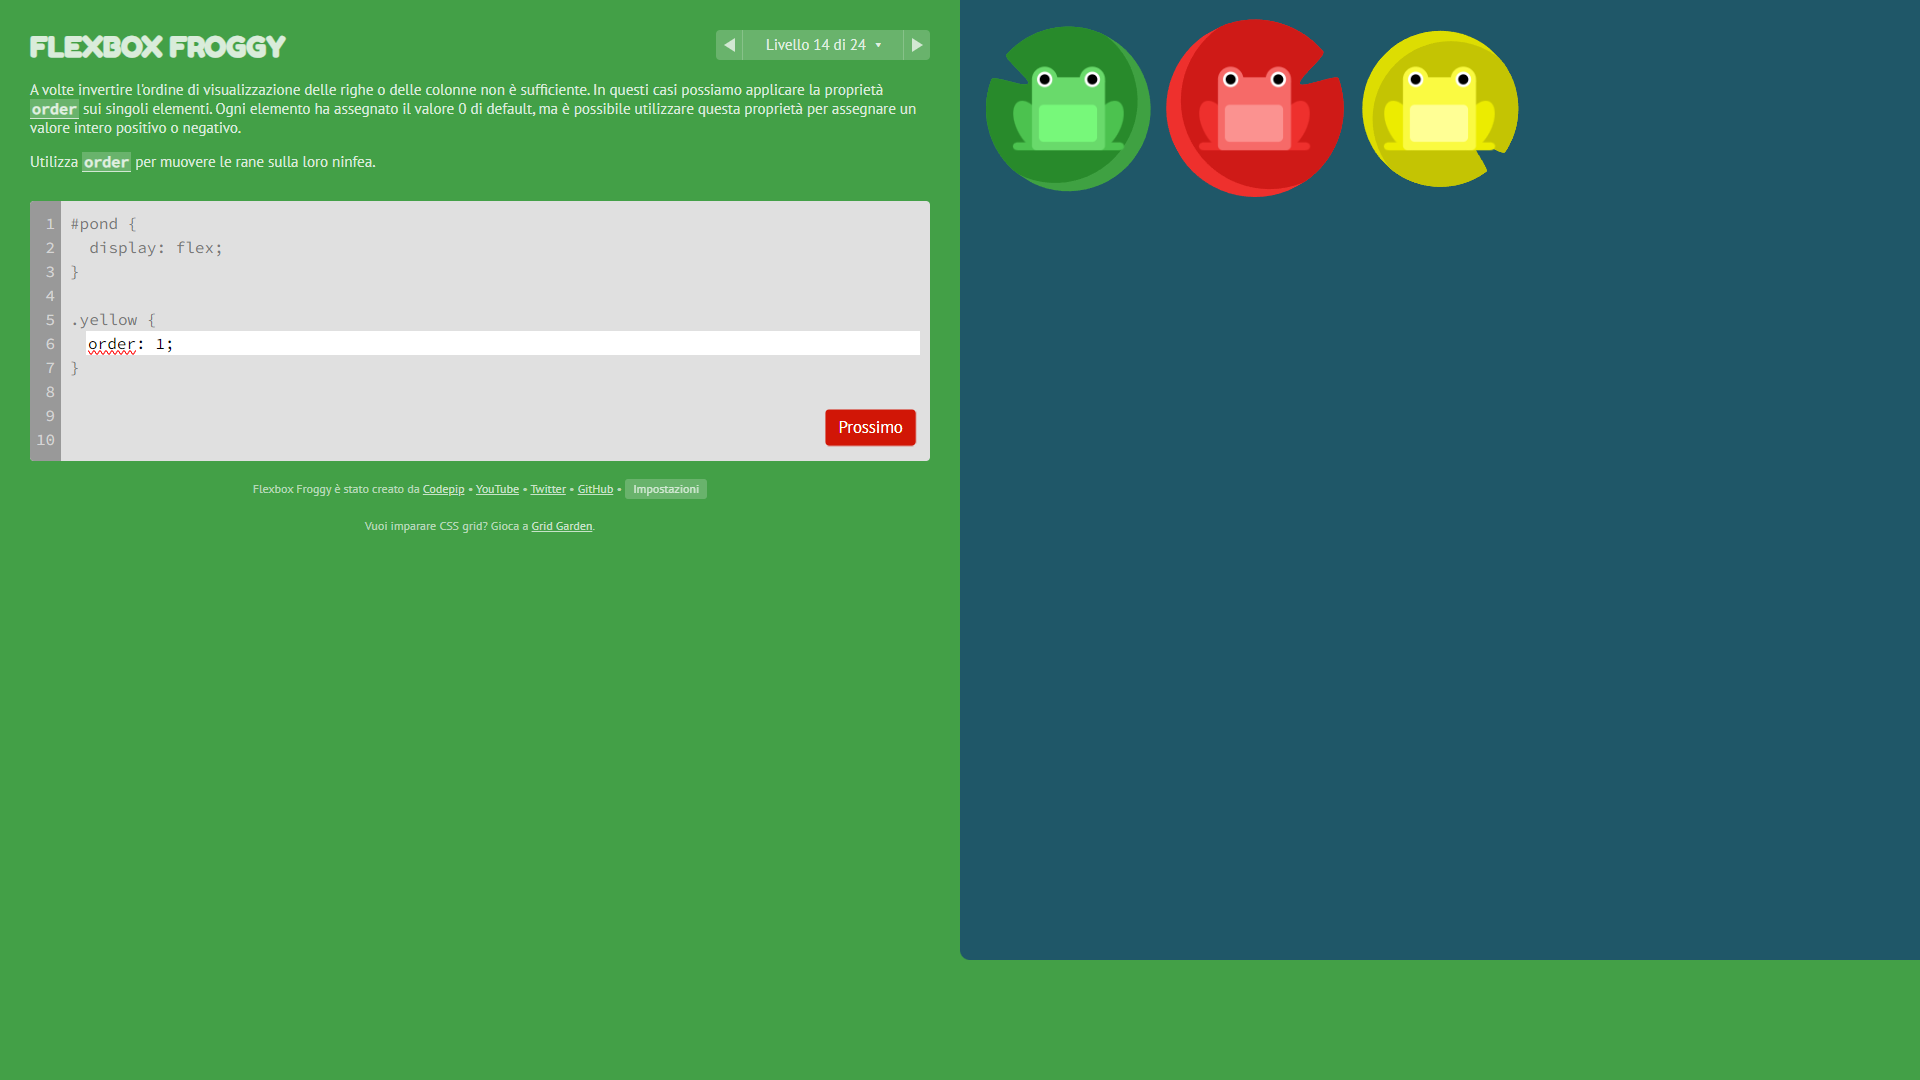 FLEXBOX FROGGY
Livello 14 di 24
A volte invertire l'ordine di visualizzazione delle righe o delle colonne non è sufficiente. In questi casi possiamo applicare la proprietà
order sui singoli elementi. Ogni elemento ha assegnato il valore 0 di default, ma è possibile utilizzare questa proprietà per assegnare un
valore intero positivo o negativo.
Utilizza order per muovere le rane sulla loro ninfea.
1 #pond {
2 display: flex;
3 }
4
5 .yellow {
6 order: 1;
7 }
8
9
10
Prossimo
Flexbox Froggy è stato creato da Codepip • YouTube • Twitter • GitHub • Impostazioni
Vuoi imparare CSS grid? Gioca a Grid Garden.